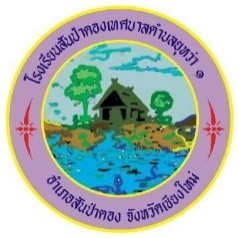 โรงเรียนสันป่าตองเทศบาลตำบลยุหว่า ๑
อำเภอสันป่าตอง จังหวัดเชียงใหม่